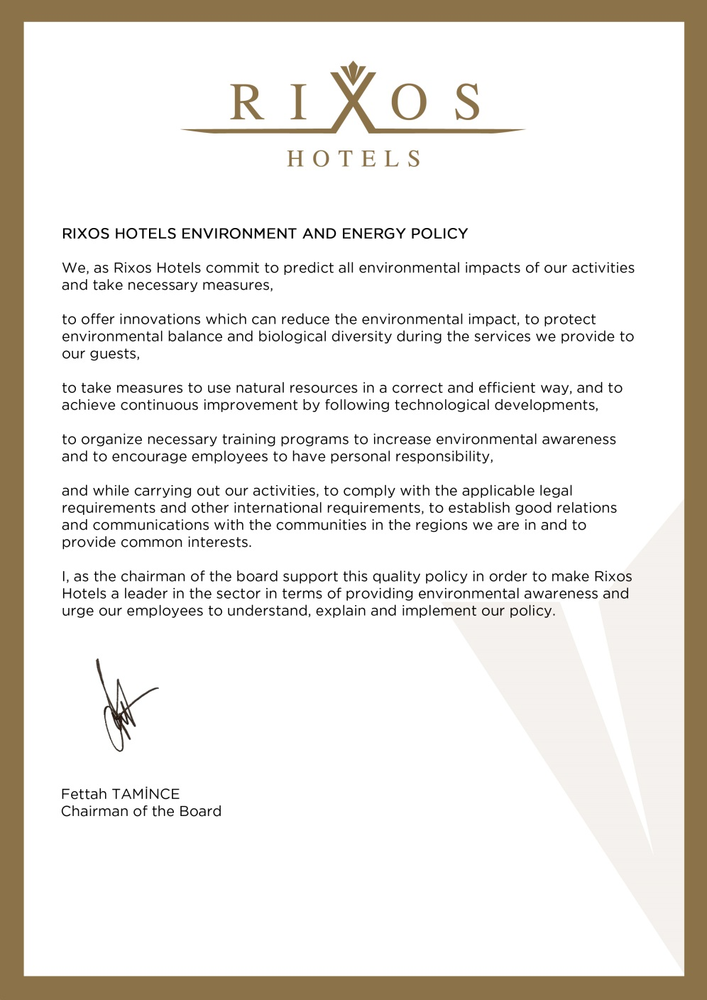 RIXOS
HOTELS
RIXOS HOTELS ENVIRONMENT AND ENERGY POLICY
We, as Rixos Hotels commit to predict all environmental impacts of our activities
and take necessary measures,
to offer innovations which can reduce the environmental impact, to protect
environmental balance and biological diversity during the services we provide to
our guests,
to take measures to use natural resources in a correct and efficient way, and to
achieve continuous improvement by following technological developments,
to organize necessary training programs to increase environmental awareness
and to encourage employees to have personal responsibility,
and while carrying out our activities, to comply with the applicable legal
requirements and other international requirements, to establish good relations
and communications with the communities in the regions we are in and to
provide common interests.
I, as the chairman of the board support this quality policy in order to make Rixos
Hotels a leader in the sector in terms of providing environmental awareness and
urge our employees to understand, explain and implement our policy.
Fettah TAMİNCE
Chairman of the Board